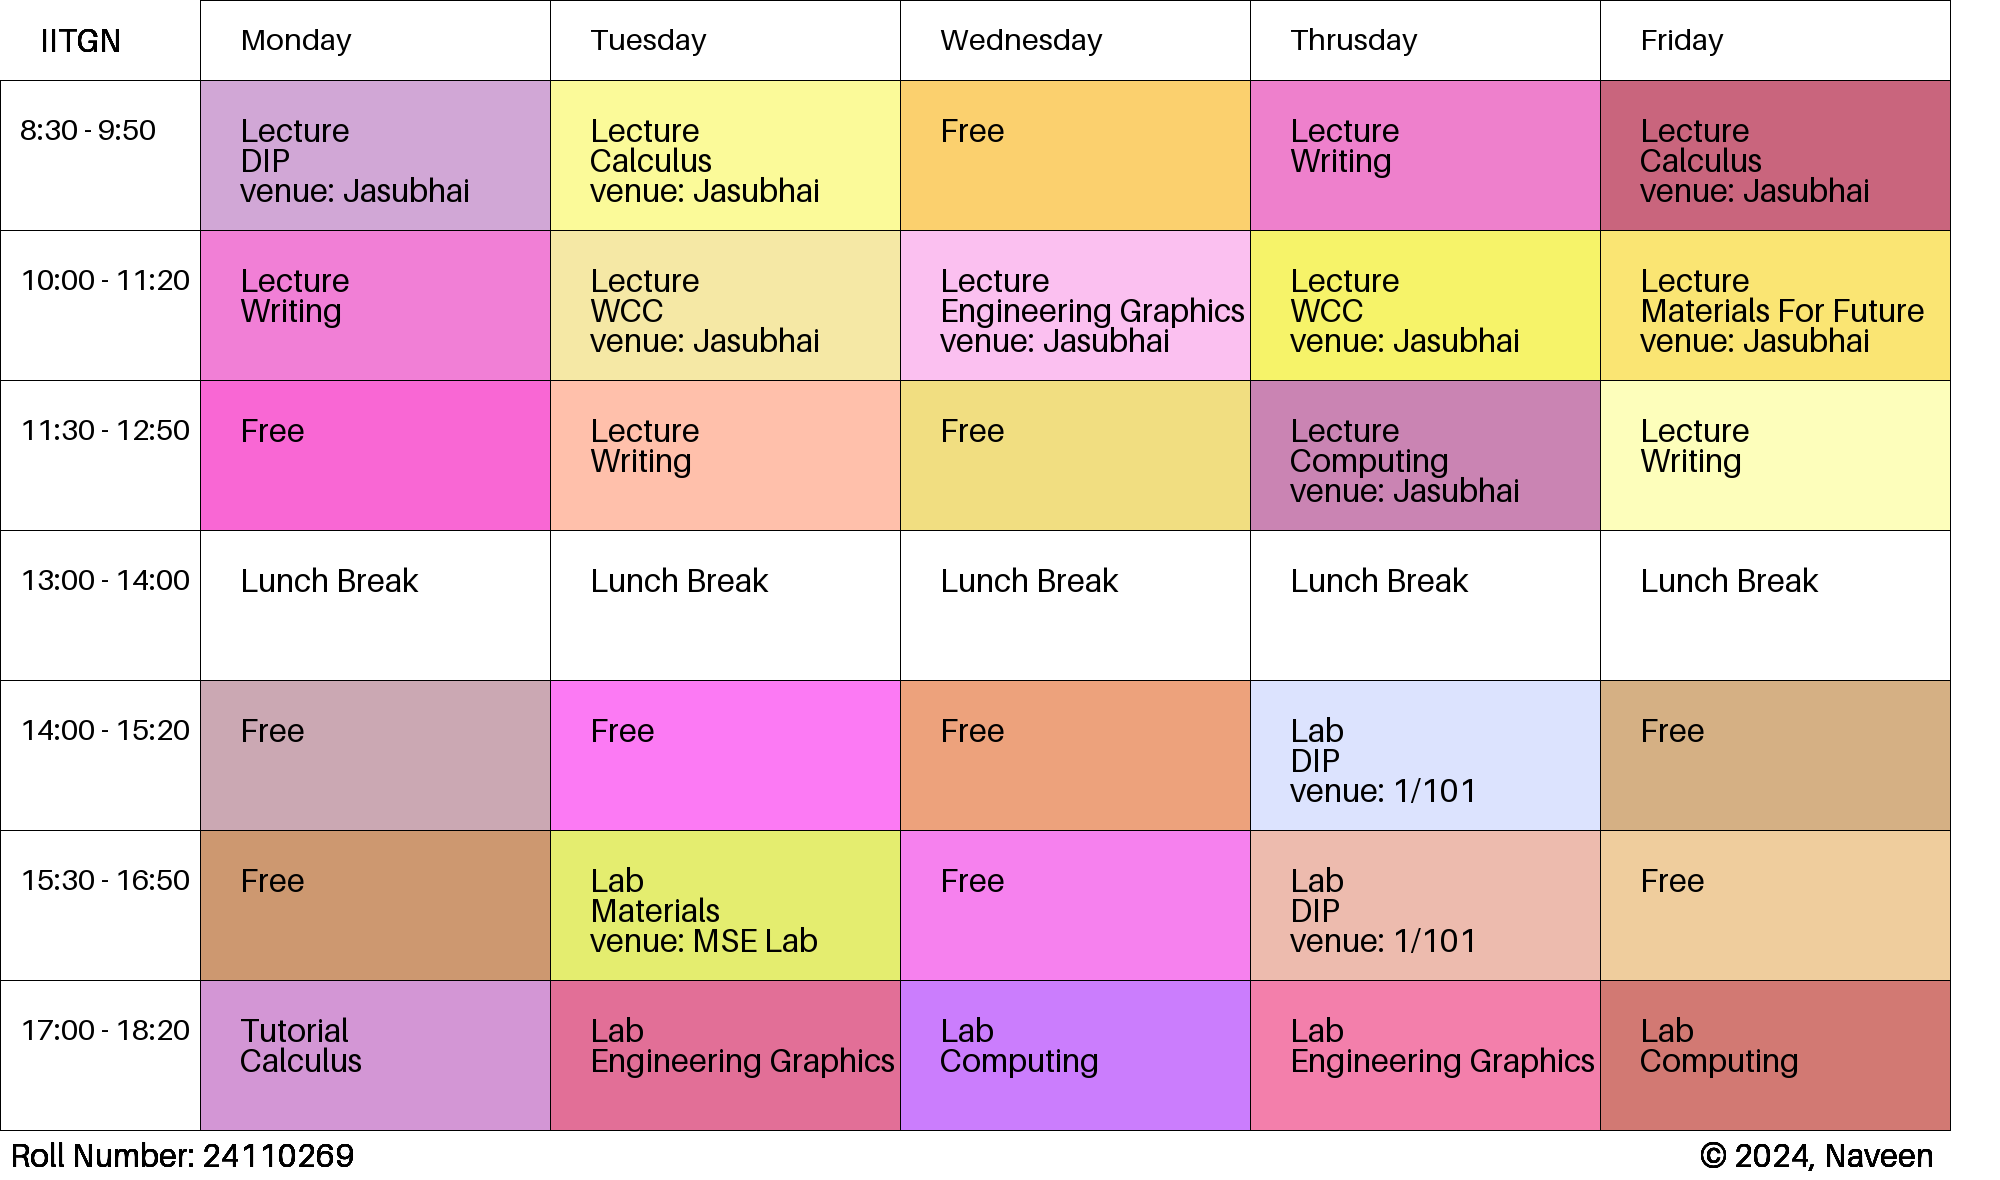 IITGN Monday Tuesday Wednesday Thrusday Friday
8:30 - 9:50
Lecture
DIP
venue: Jasubhai
Lecture
Calculus
venue: Jasubhai
Free
Lecture
Writing
Lecture
Calculus
venue: Jasubhai
10:00 - 11:20
Lecture
Writing
Lecture
WCC
venue: Jasubhai
Lecture
Engineering Graphics
venue: Jasubhai
Lecture
WCC
venue: Jasubhai
Lecture
Materials For Future
venue: Jasubhai
11:30 - 12:50
Free
Lecture
Writing
Free
Lecture
Computing
venue: Jasubhai
Lecture
Writing
13:00 - 14:00
Lunch Break
Lunch Break
Lunch Break
Lunch Break
Lunch Break
14:00 - 15:20
Free
Free
Free
Lab
DIP
venue: 1/101
Free
15:30 - 16:50
Free
Lab
Materials
venue: MSE Lab
Free
Lab
DIP
venue: 1/101
Free
17:00 - 18:20
Tutorial
Calculus
Lab
Engineering Graphics
Lab
Computing
Lab
Engineering Graphics
Lab
Computing
Roll Number: 24110269
© 2024, Naveen